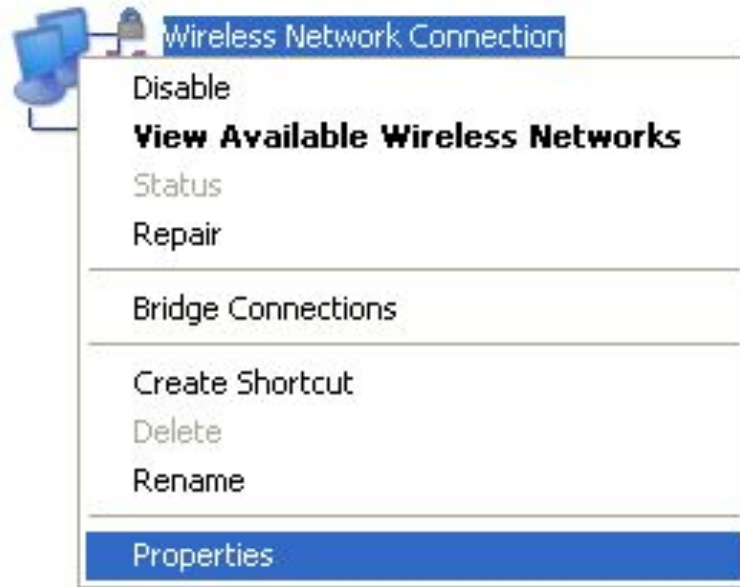 Wireless Network Connection
Disable
View Available Wireless Networks
Status
Repair
Bridge Connections
Create Shortcut
Delete
Rename
Properties